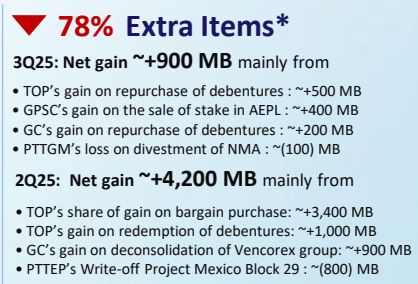 ▼ 78% Extra Items*
3Q25: Net gain ~+900 MB mainly from
• TOP's gain on repurchase of debentures : ~+500 MB
• GPSC's gain on the sale of stake in AEPL : ~+400 MB
• GC's gain on repurchase of debentures : ~+200 MB
• PTTGM's loss on divestment of NMA : ~(100) MB
2Q25: Net gain ~+4,200 MB mainly from
• TOP's share of gain on bargain purchase: ~+3,400 MB
• TOP's gain on redemption of debentures: ~+1,000 MB
• GC's gain on deconsolidation of Vencorex group: ~+900 MB
• PTTEP's Write-off Project Mexico Block 29 : ~(800) MB